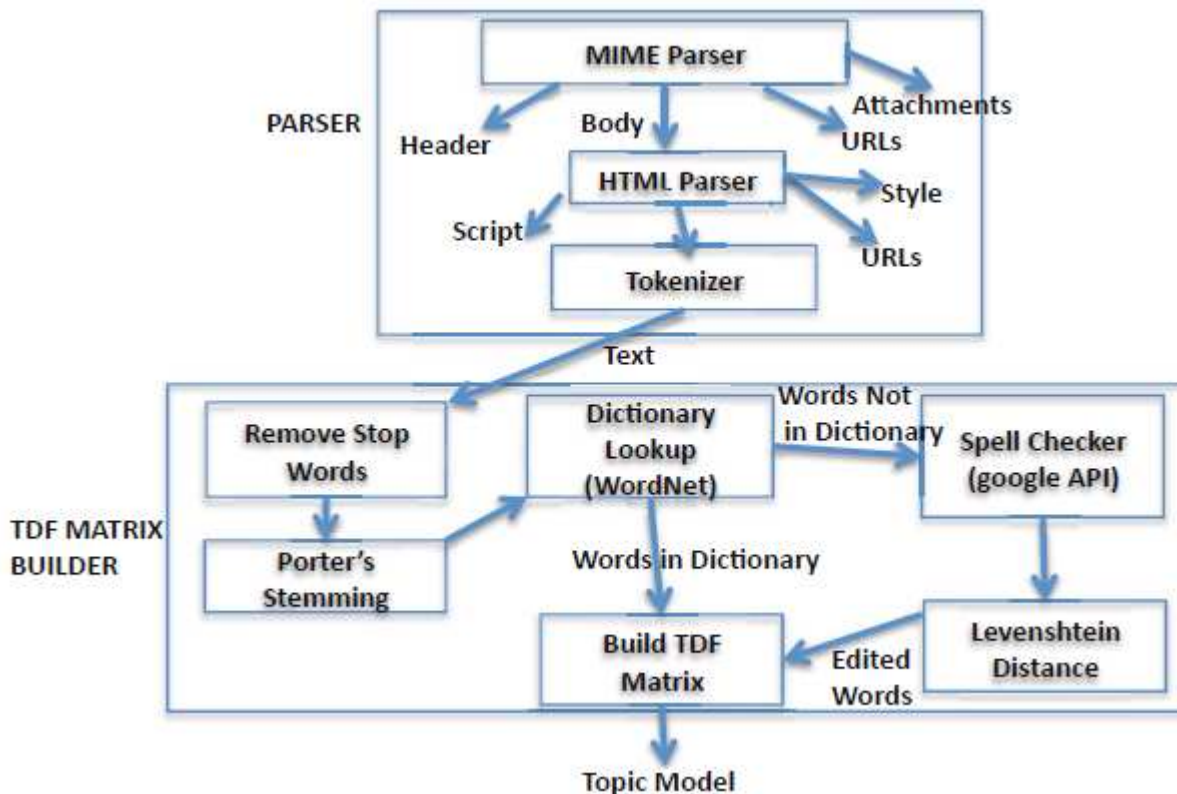 MIME Parser
PARSER
Attachments
Body
URLs
Header
HTML Parser
Style
Script
URLs
Tokenizer
Text
Words Not
in Dictionary
Remove Stop
Words
Dictionary
Lookup
(WordNet)
Spell Checker
(google API)
TDF MATRIX
BUILDER
Porter's
Stemming
Words in Dictionary
Build TDF
Matrix
Edited
Words
Levenshtein
Distance
Topic Model